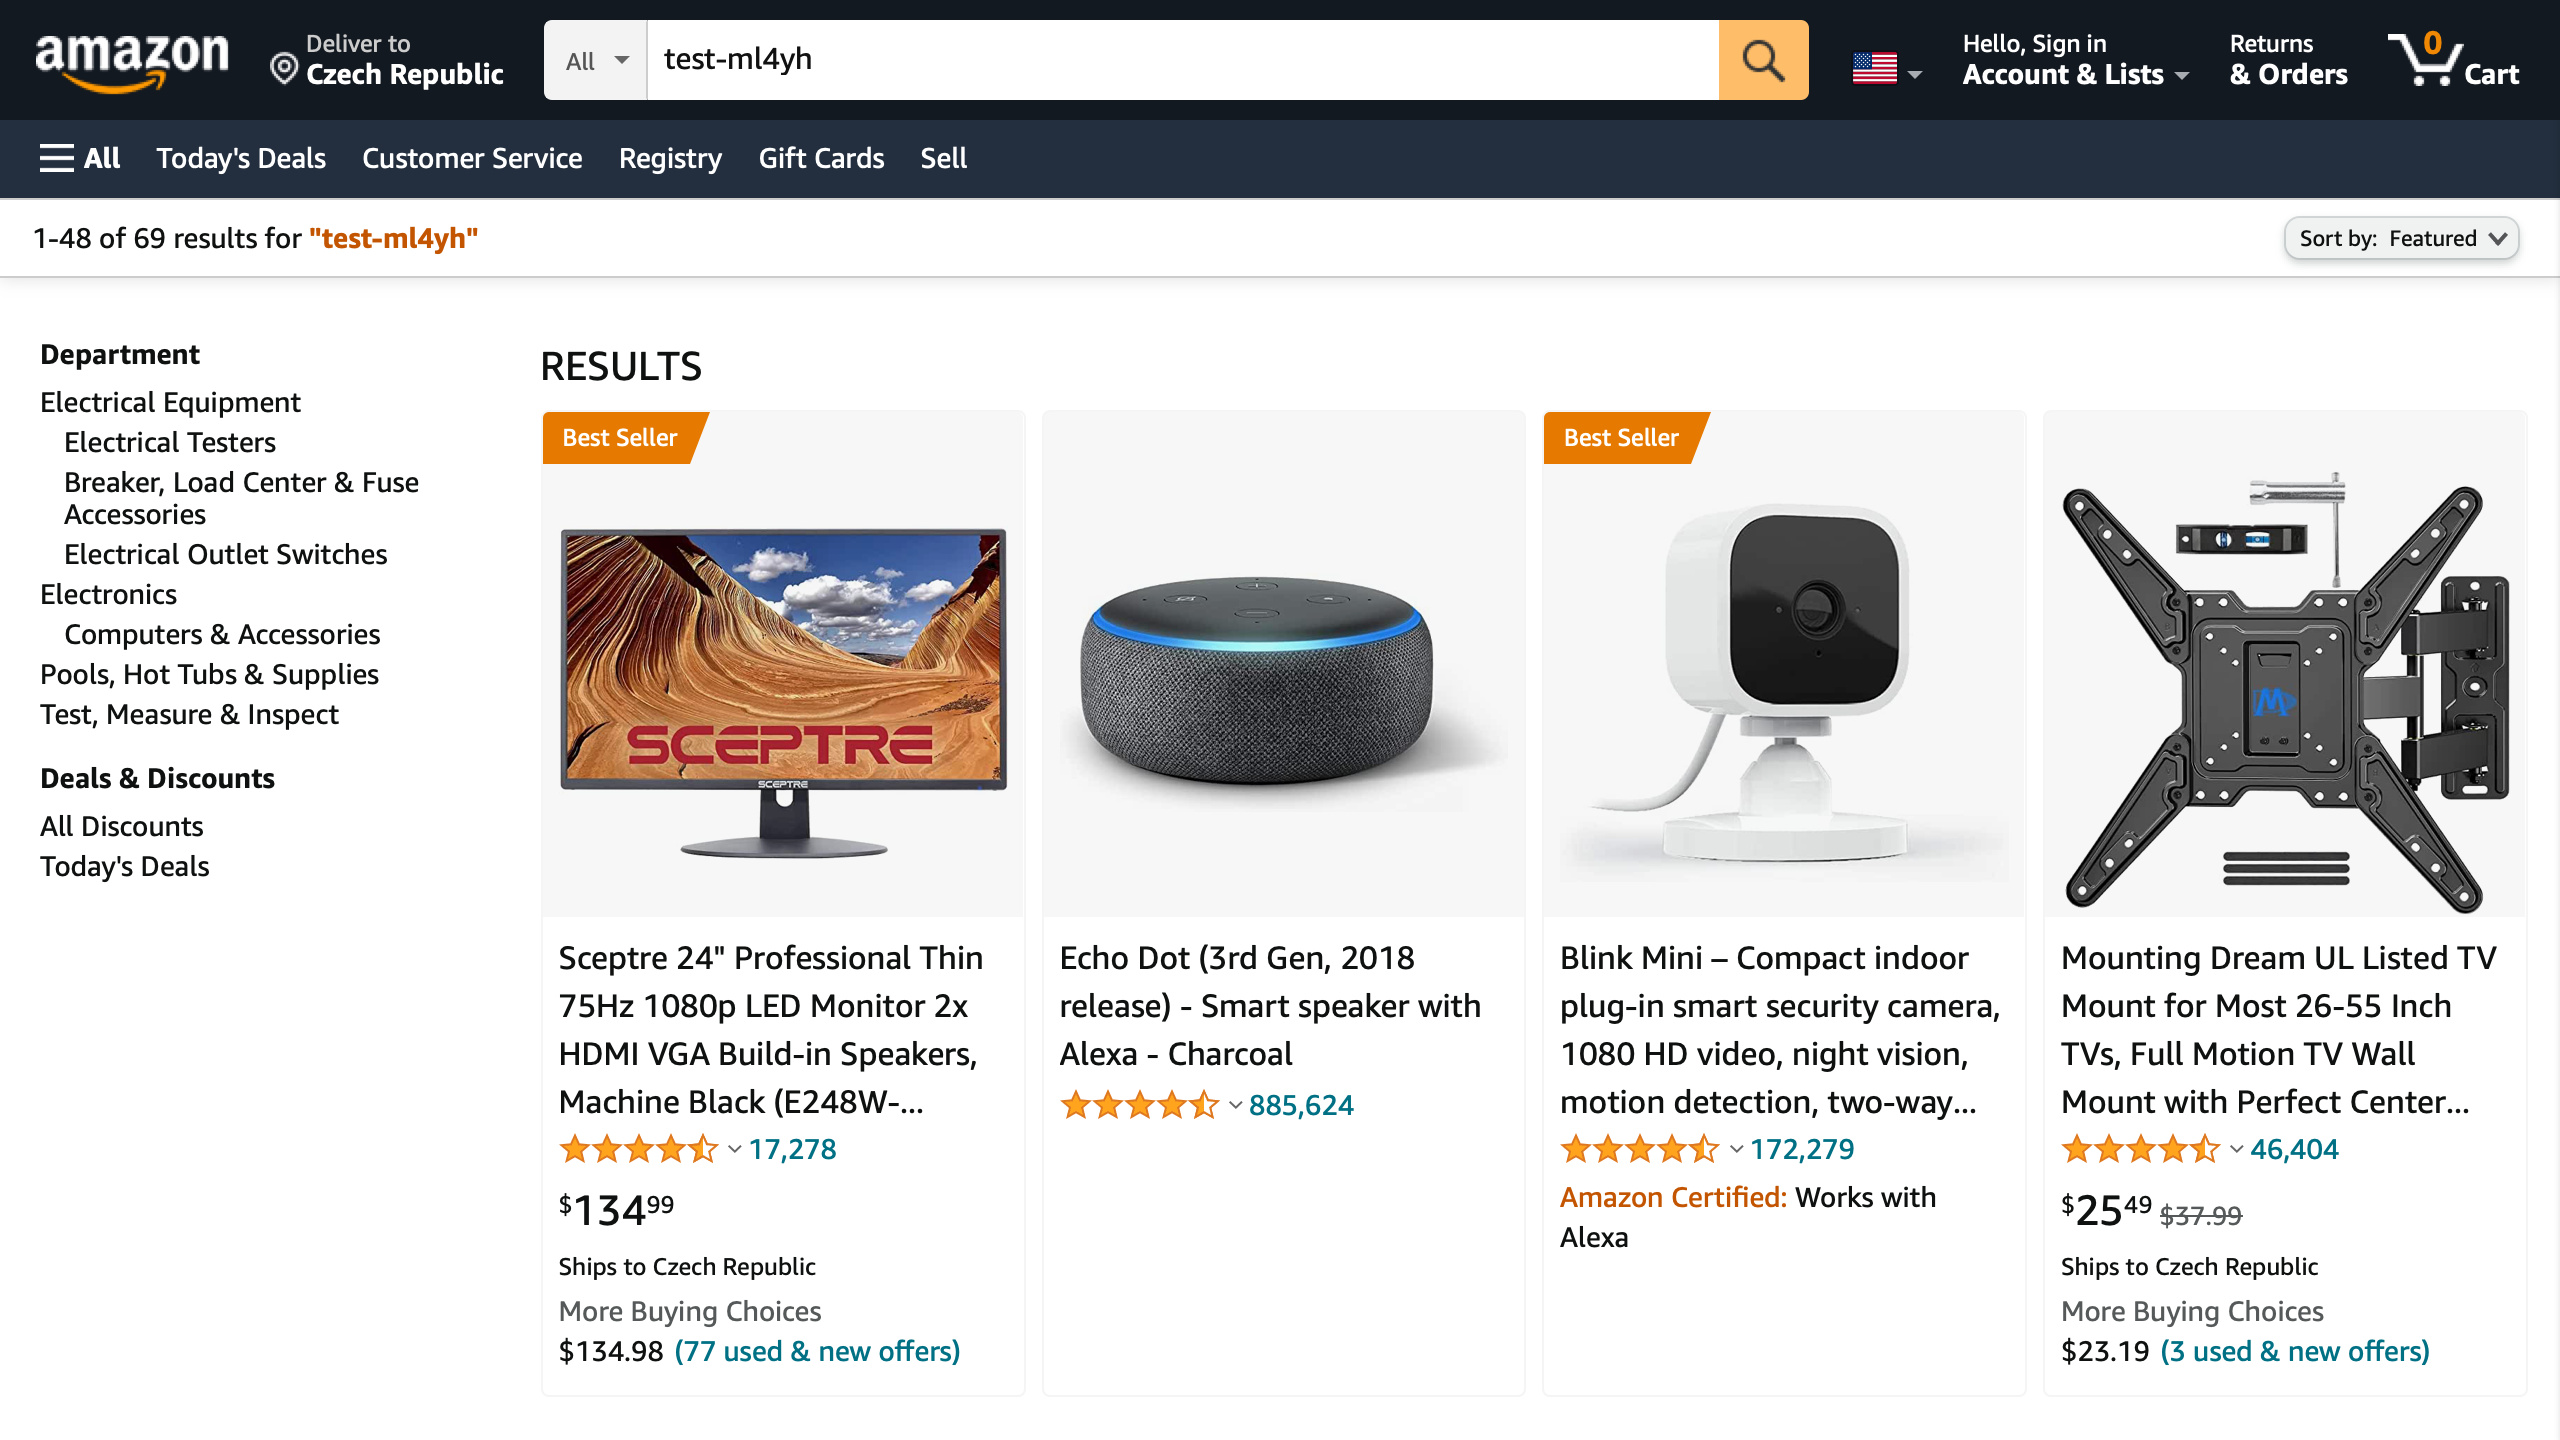 amazon
Deliver to
Czech Republic
All
test-ml4yh
Hello, Sign in
Account & Lists
Returns
& Orders
0
Cart
All
Today's Deals
Customer Service
Registry
Gift Cards
Sell
1-48 of 69 results for "test-ml4yh"
Sort by: Featured
Department
Electrical Equipment
Electrical Testers
Breaker, Load Center & Fuse
Accessories
Electrical Outlet Switches
Electronics
Computers & Accessories
Pools, Hot Tubs & Supplies
Test, Measure & Inspect
Deals & Discounts
All Discounts
Today's Deals
RESULTS
Best Seller
SCEPTRE
SCEPTRE
Sceptre 24" Professional Thin
75Hz 1080p LED Monitor 2x
HDMI VGA Build-in Speakers,
Machine Black (E248W-...
17,278
$134.99
Ships to Czech Republic
More Buying Choices
$134.98 (77 used & new offers)
Echo Dot (3rd Gen, 2018
release) - Smart speaker with
Alexa - Charcoal
885,624
Best Seller
Blink Mini – Compact indoor
plug-in smart security camera,
1080 HD video, night vision,
motion detection, two-way...
172,279
Amazon Certified: Works with
Alexa
Mounting Dream UL Listed TV
Mount for Most 26-55 Inch
TVs, Full Motion TV Wall
Mount with Perfect Center...
46,404
$25.49 $37.99
Ships to Czech Republic
More Buying Choices
$23.19 (3 used & new offers)